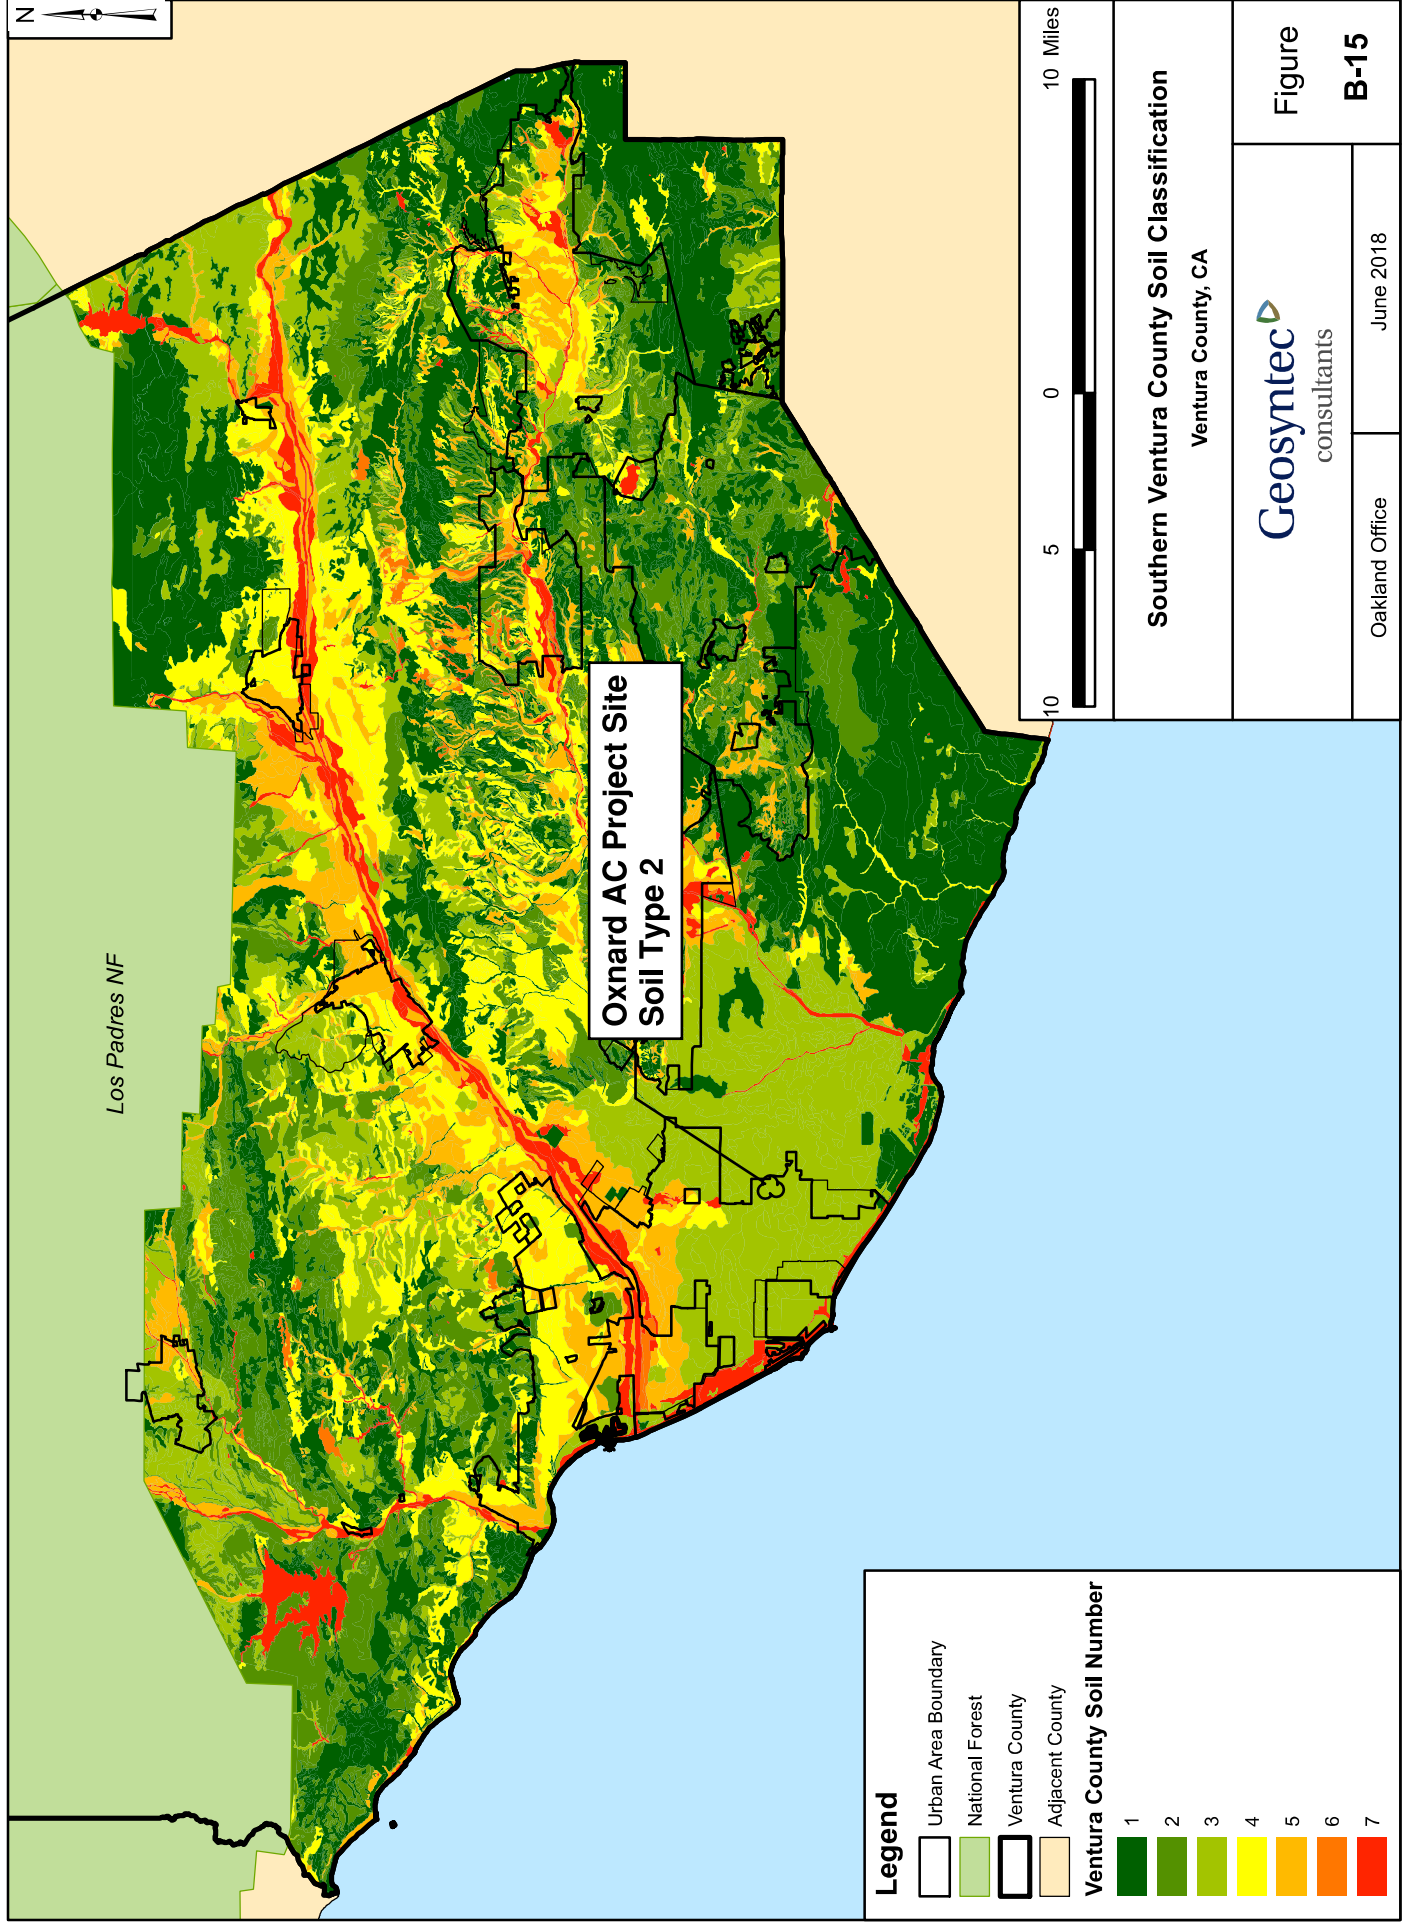 N
Los Padres NF
Oxnard AC Project Site
Soil Type 2
Legend
Urban Area Boundary
National Forest
Ventura County
Adjacent County
Ventura County Soil Number
1
2
3
4
5
6
7
10 5 0 10 Miles
Southern Ventura County Soil Classification
Ventura County, CA
Geosyntec
consultants
Figure
B-15
Oakland Office
June 2018